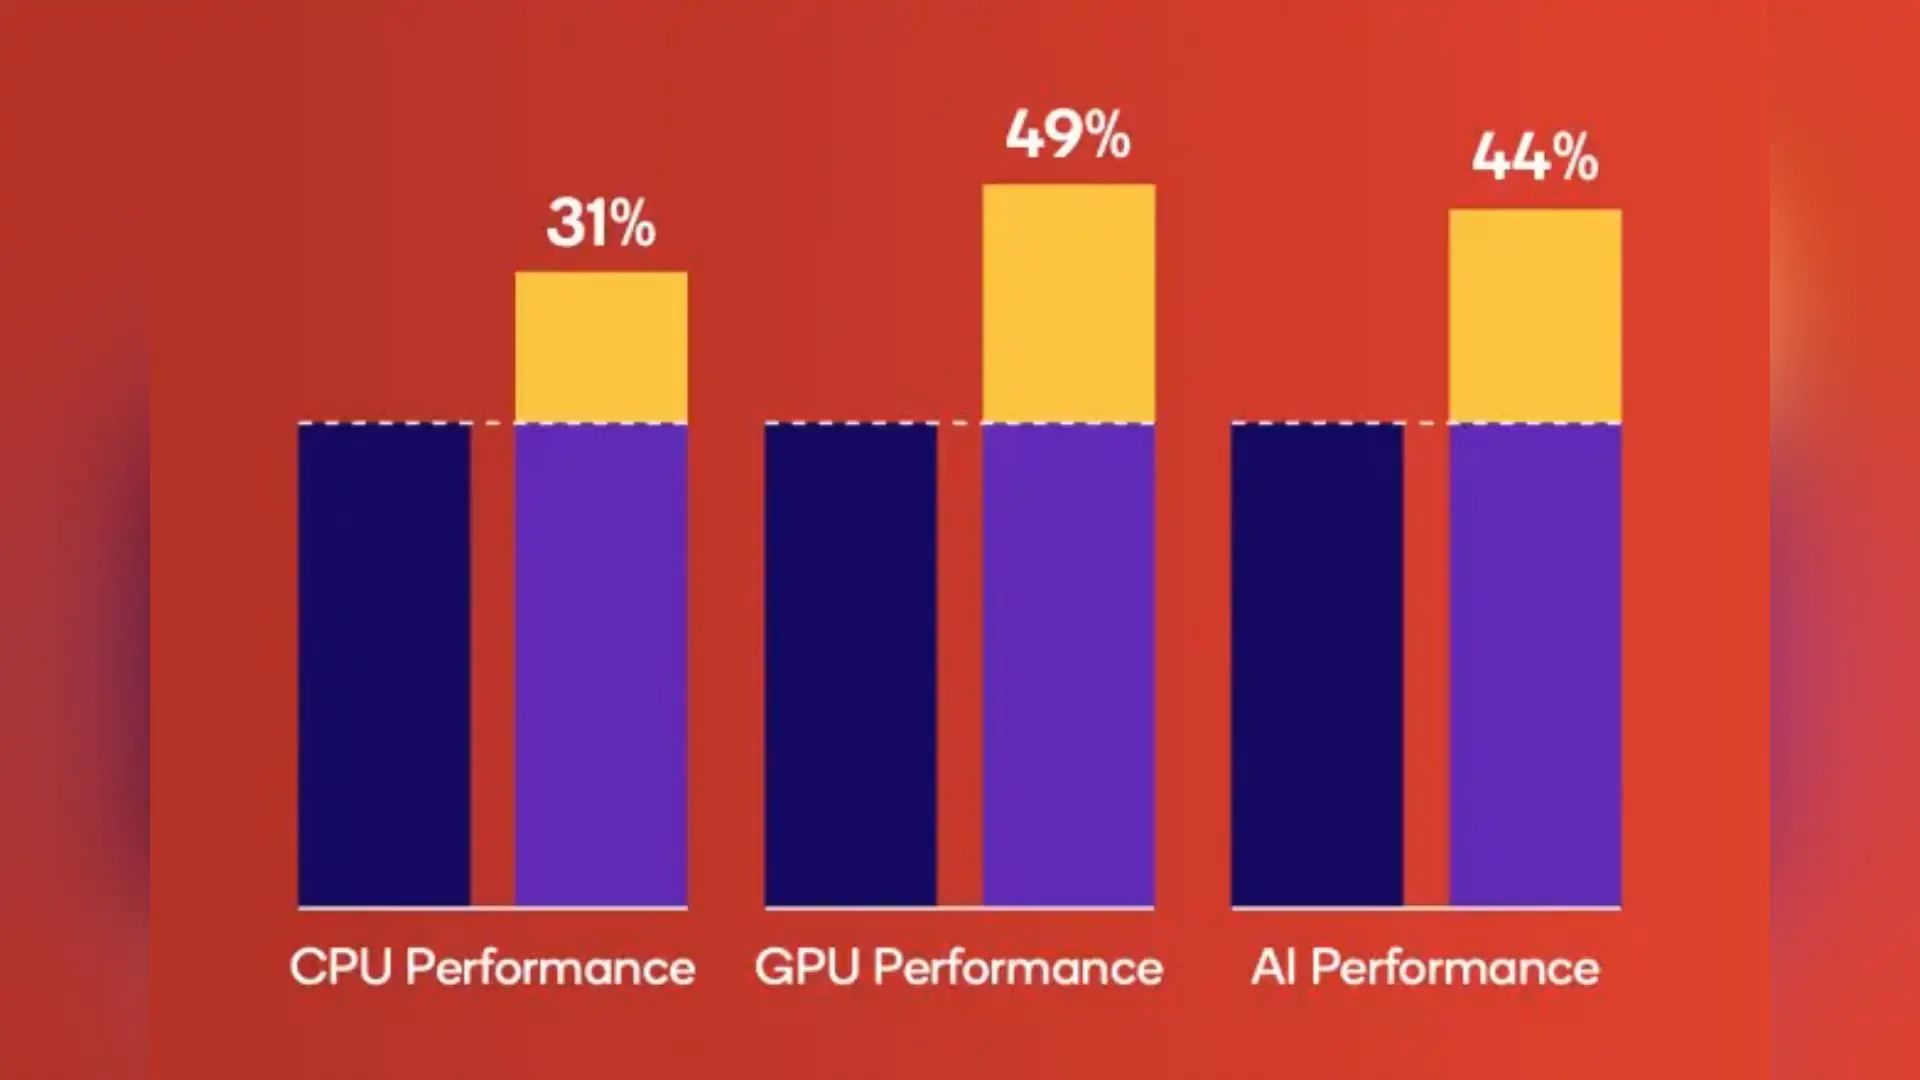 31%
49%
44%
CPU Performance
GPU Performance
AI Performance